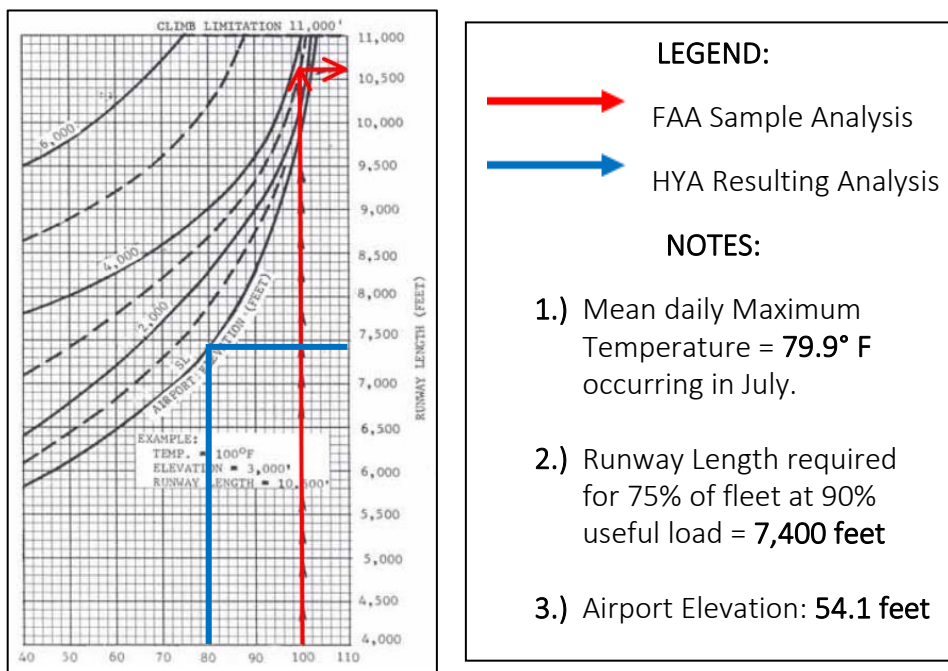 CLIMB LIMITATION 11,000'
11,000
10,500
10,000
9,500
9,000
8,500
8,000
7,500
7,000
6,500
6,000
5,500
5,000
4,500
4,000
RUNWAY LENGTH (FEET)
6,000
4,000
2,000
SL
AIRPORT ELEVATION (FEET)
EXAMPLE:
TEMP. = 100°F
ELEVATION = 3,000'
RUNWAY LENGTH = 10,600'
40 50 60 70 80 90 100 110
LEGEND:
FAA Sample Analysis
HYA Resulting Analysis
NOTES:
1.) Mean daily Maximum
Temperature = 79.9° F
occurring in July.
2.) Runway Length required
for 75% of fleet at 90%
useful load = 7,400 feet
3.) Airport Elevation: 54.1 feet